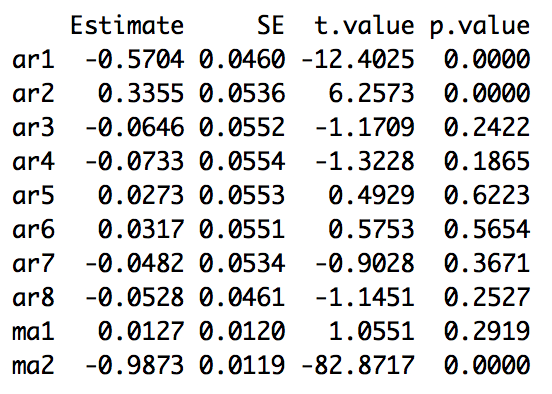 Estimate SE t.value p.value
ar1 -0.5704 0.0460 -12.4025 0.0000
ar2 0.3355 0.0536 6.2573 0.0000
ar3 -0.0646 0.0552 -1.1709 0.2422
ar4 -0.0733 0.0554 -1.3228 0.1865
ar5 0.0273 0.0553 0.4929 0.6223
ar6 0.0317 0.0551 0.5753 0.5654
ar7 -0.0482 0.0534 -0.9028 0.3671
ar8 -0.0528 0.0461 -1.1451 0.2527
ma1 0.0127 0.0120 1.0551 0.2919
ma2 -0.9873 0.0119 -82.8717 0.0000